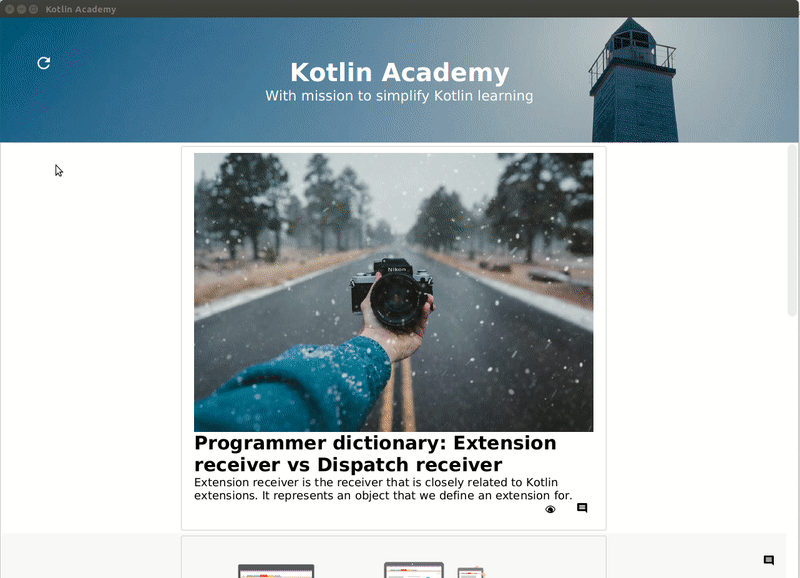 Kotlin Academy
Kotlin Academy
With mission to simplify Kotlin learning
Nikon
Programmer dictionary: Extension
receiver vs Dispatch receiver
Extension receiver is the receiver that is closely related to Kotlin
extensions. It represents an object that we define an extension for.